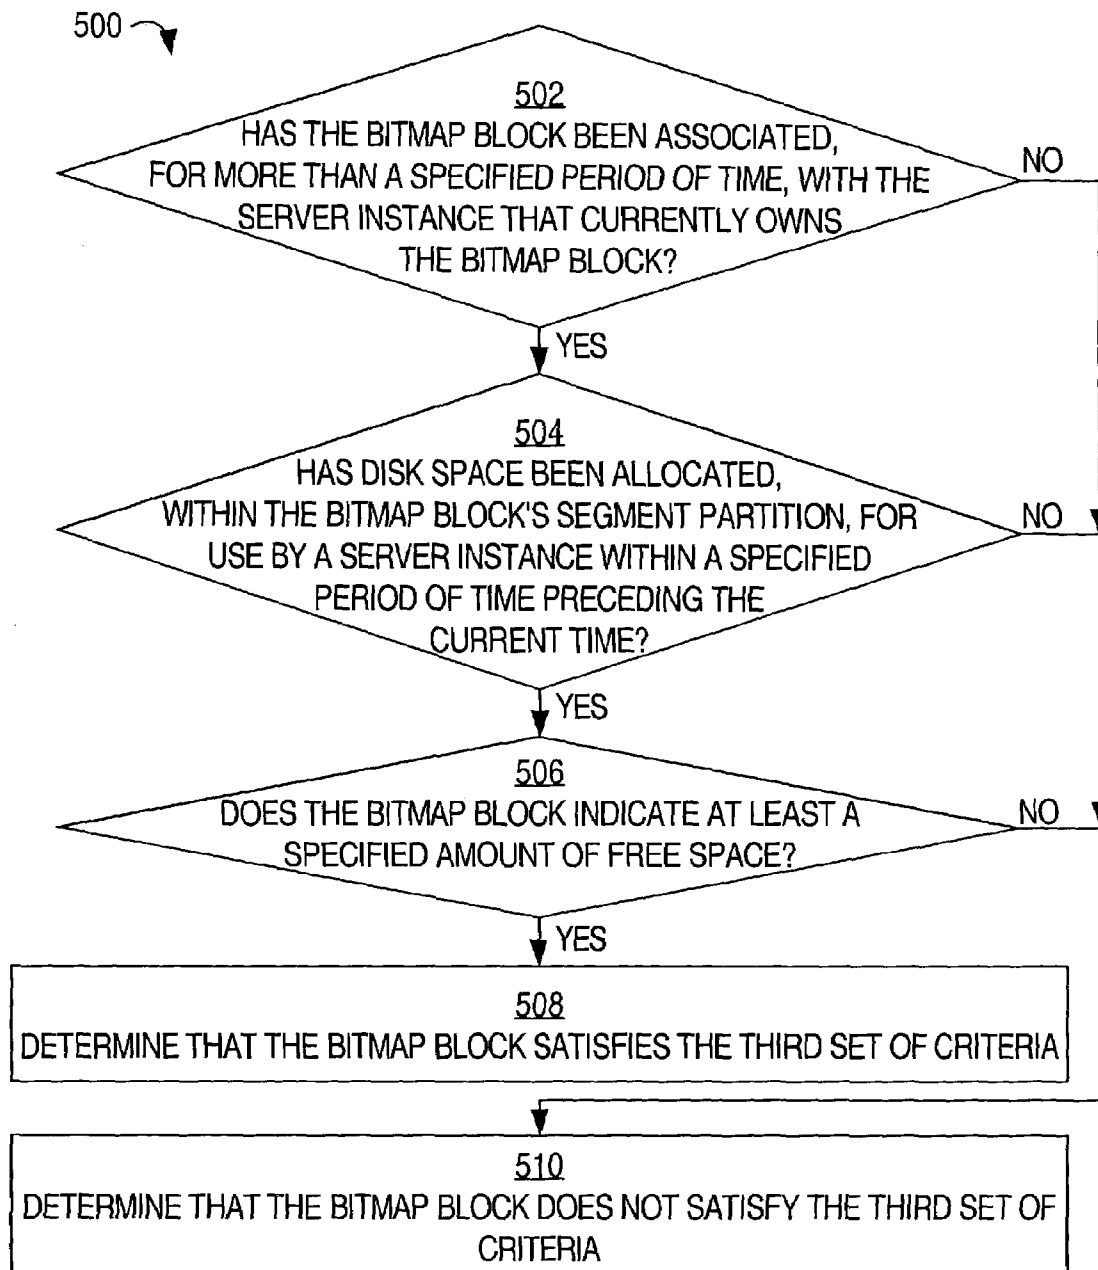 500
502
HAS THE BITMAP BLOCK BEEN ASSOCIATED,
FOR MORE THAN A SPECIFIED PERIOD OF TIME, WITH THE
SERVER INSTANCE THAT CURRENTLY OWNS
THE BITMAP BLOCK?
NO
YES
504
HAS DISK SPACE BEEN ALLOCATED,
WITHIN THE BITMAP BLOCK'S SEGMENT PARTITION, FOR
USE BY A SERVER INSTANCE WITHIN A SPECIFIED
PERIOD OF TIME PRECEDING THE
CURRENT TIME?
NO
YES
506
DOES THE BITMAP BLOCK INDICATE AT LEAST A
SPECIFIED AMOUNT OF FREE SPACE?
NO
YES
508
DETERMINE THAT THE BITMAP BLOCK SATISFIES THE THIRD SET OF CRITERIA
510
DETERMINE THAT THE BITMAP BLOCK DOES NOT SATISFY THE THIRD SET OF
CRITERIA